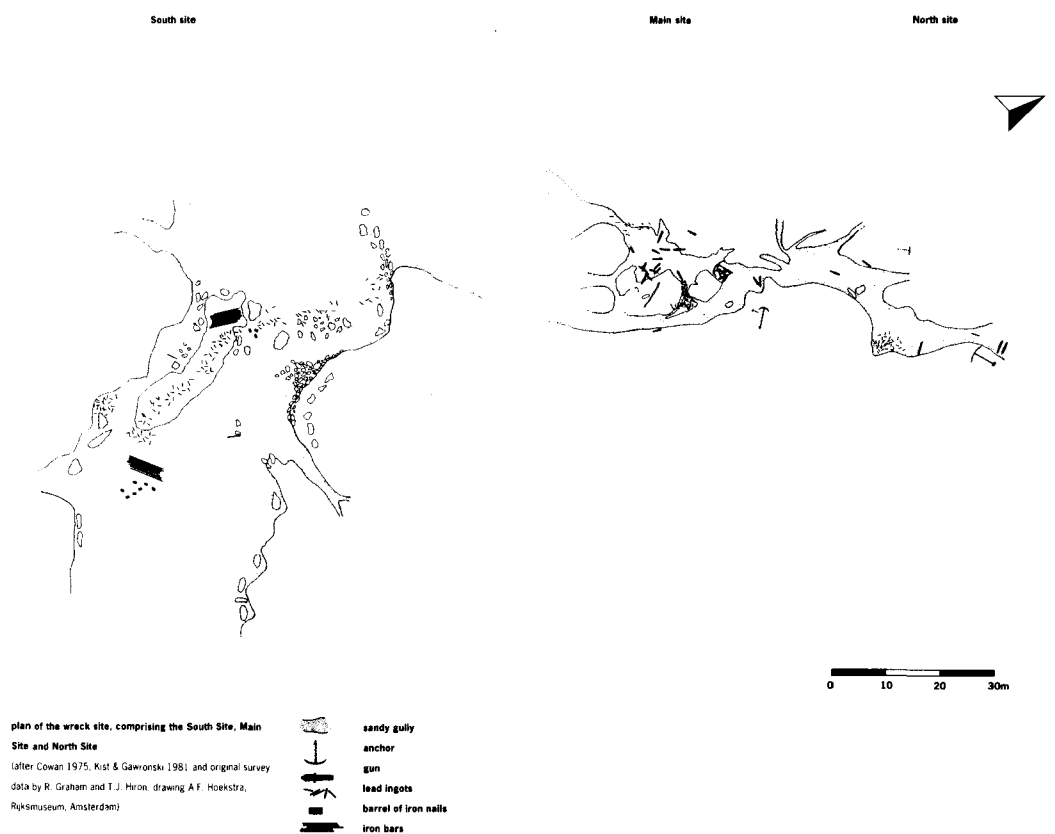 South site
Main site
North site
0 10 20 30m
plan of the wreck site, comprising the South Site, Main
Site and North Site
(after Cowan 1975, Kist & Gawronski 1981 and original survey
data by R. Graham and T.J. Hiron, drawing A.F. Hoekstra,
Rijksmuseum, Amsterdam)
sandy gully
anchor
gun
lead ingots
barrel of iron nails
iron bars